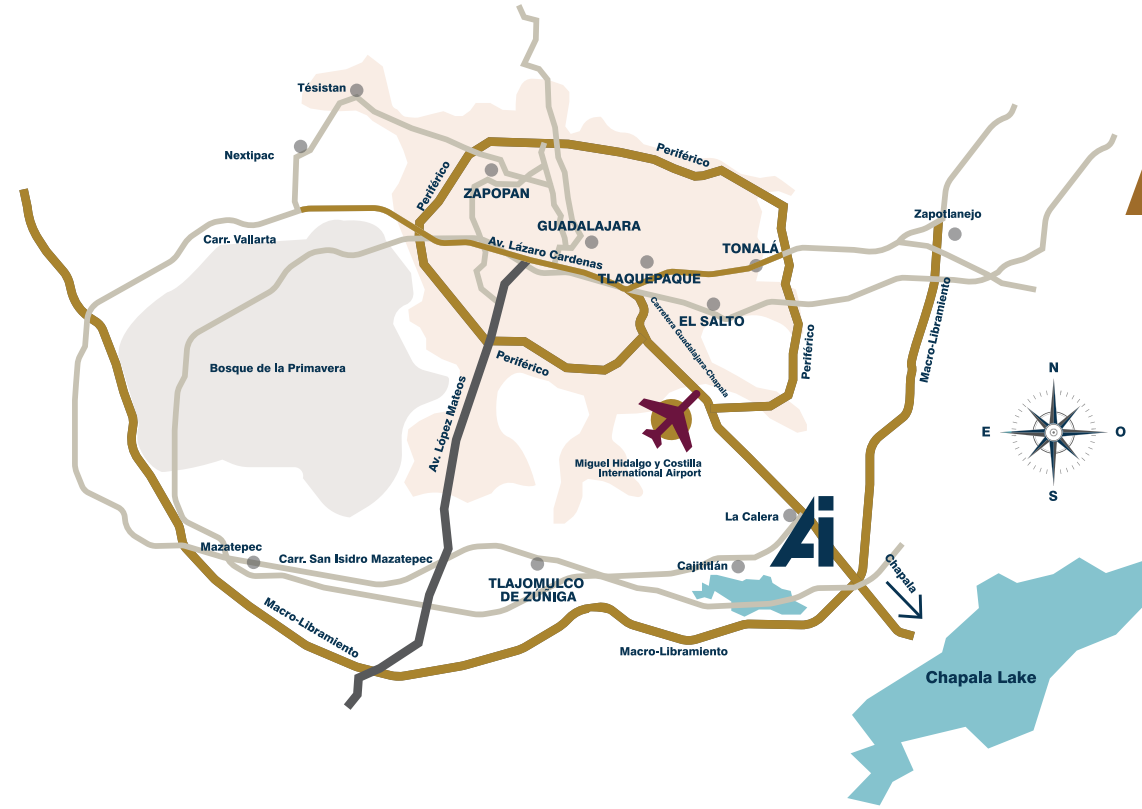 Tésistan
Nextipac
Periférico
Periférico
ZAPOPAN
GUADALAJARA
Zapotlanejo
Carr. Vallarta
Av. Lázaro Cardenas
TONALÁ
TLAQUEPAQUE
EL SALTO
Carretera Guadalajara-Chapala
Macro-Libramiento
Periférico
Periférico
Bosque de la Primavera
Av. López Mateos
N
E
O
S
Miguel Hidalgo y Costilla
International Airport
La Calera
Ai
Mazatepec
Carr. San Isidro Mazatepec
Cajititlán
Chapala
TLAJOMULCO
DE ZÚÑIGA
Macro-Libramiento
Macro-Libramiento
Chapala Lake